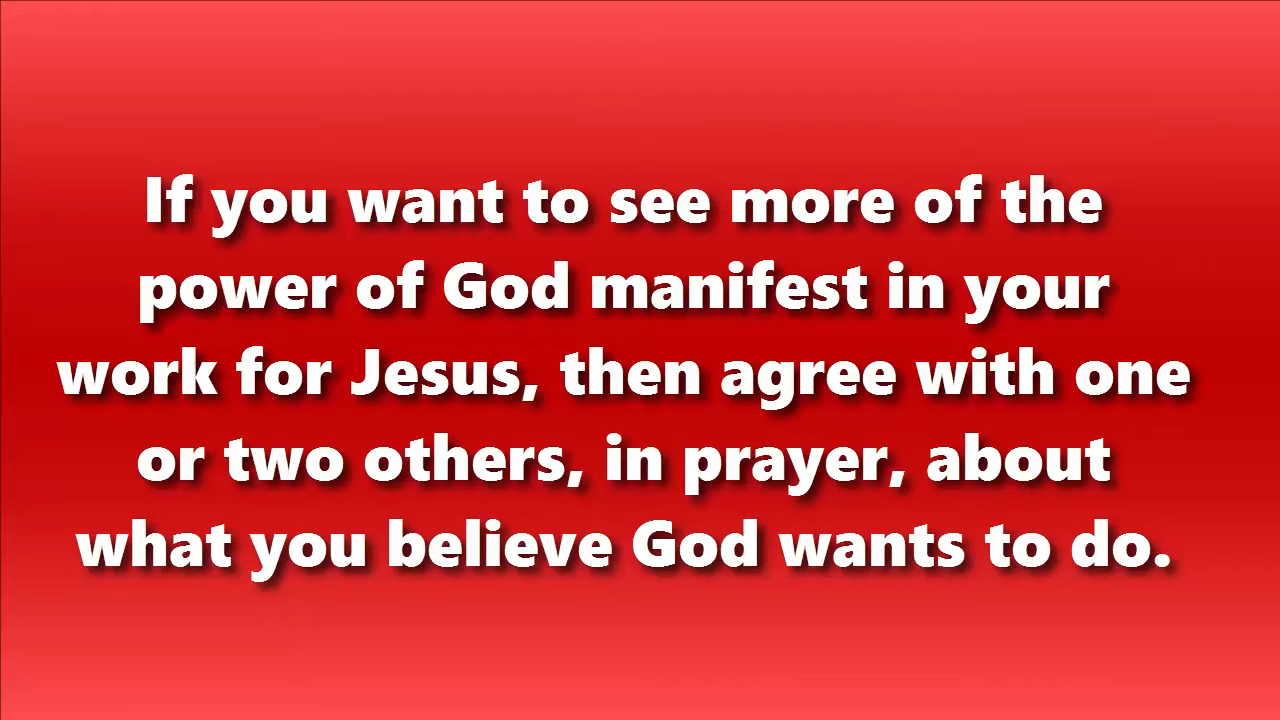 If you want to see more of the
power of God manifest in your
work for Jesus, then agree with one
or two others, in prayer, about
what you believe God wants to do.